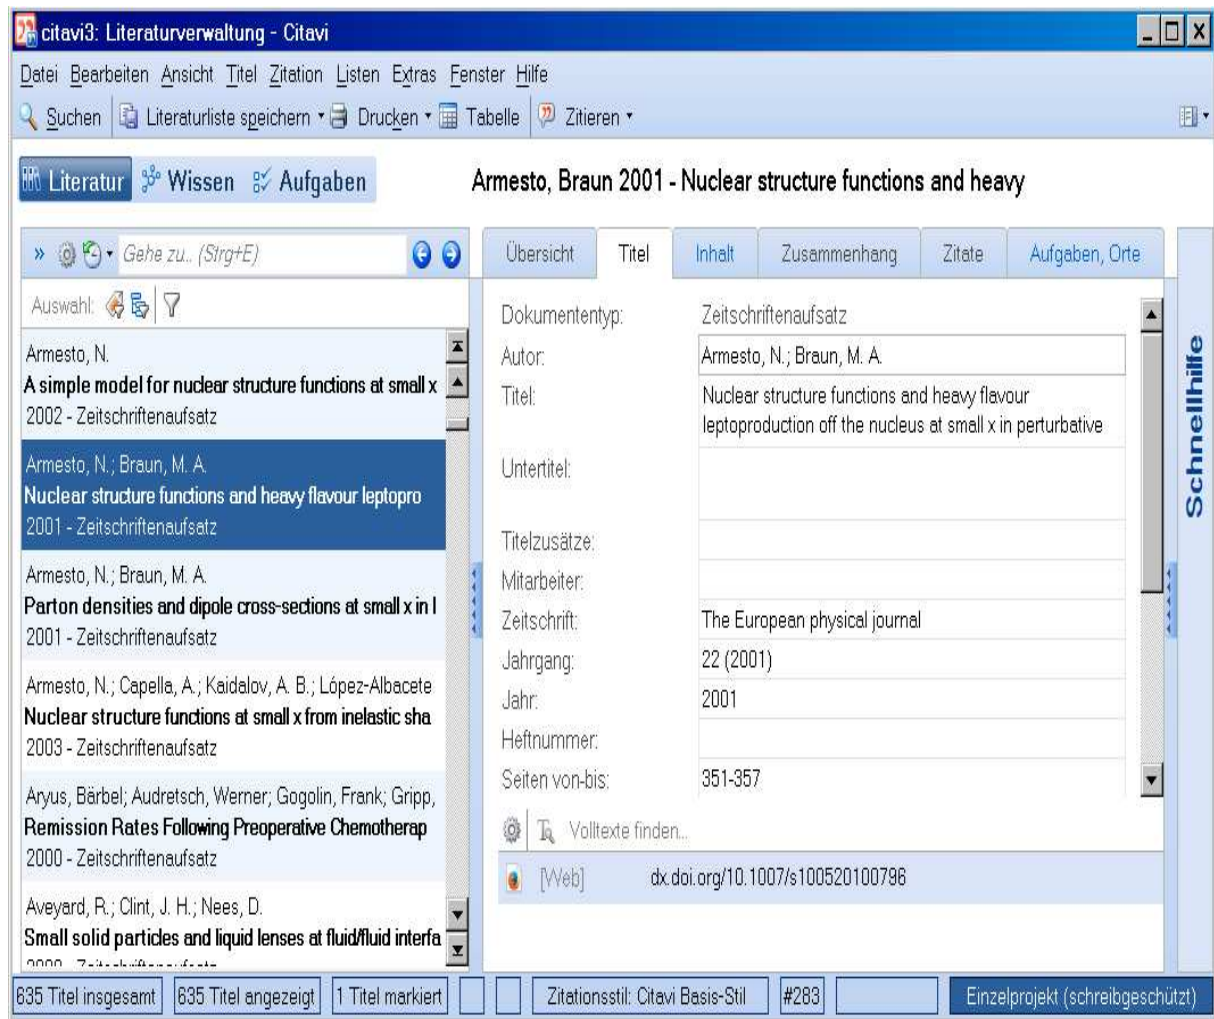 citavi3: Literaturverwaltung - Citavi
Datei Bearbeiten Ansicht Titel Zitation Listen Extras Fenster Hilfe
Suchen Literaturliste speichern Drucken Tabelle Zitieren
Literatur Wissen Aufgaben
Armesto, Braun 2001 - Nuclear structure functions and heavy
Gehe zu.. (Strg+E)
Auswahl:
Armesto, N.
A simple model for nuclear structure functions at small x
2002 - Zeitschriftenaufsatz
Armesto, N.; Braun, M. A.
Nuclear structure functions and heavy flavour leptopro
2001 - Zeitschriftenaufsatz
Armesto, N.; Braun, M. A.
Parton densities and dipole cross-sections at small x in l
2001 - Zeitschriftenaufsatz
Armesto, N.; Capella, A.; Kaidalov, A. B.; López-Albacete
Nuclear structure functions at small x from inelastic sha
2003 - Zeitschriftenaufsatz
Aryus, Bärbel; Audretsch, Werner; Gogolin, Frank; Gripp,
Remission Rates Following Preoperative Chemotherap
2000 - Zeitschriftenaufsatz
Aveyard, R.; Clint, J. H.; Nees, D.
Small solid particles and liquid lenses at fluid/fluid interfa
Übersicht Titel Inhalt Zusammenhang Zitate Aufgaben, Orte
Dokumententyp: Zeitschriftenaufsatz
Autor: Armesto, N.; Braun, M. A.
Titel: Nuclear structure functions and heavy flavour
leptoproduction off the nucleus at small x in perturbative
Untertitel:
Titelzusätze:
Mitarbeiter:
Zeitschrift: The European physical journal
Jahrgang: 22 (2001)
Jahr: 2001
Heftnummer:
Seiten von-bis: 351-357
Volltexte finden...
[Web] dx.doi.org/10.1007/s100520100796
Schnellhilfe
635 Titel insgesamt 635 Titel angezeigt 1 Titel markiert Zitationsstil: Citavi Basis-Stil #283 Einzelprojekt (schreibgeschützt)